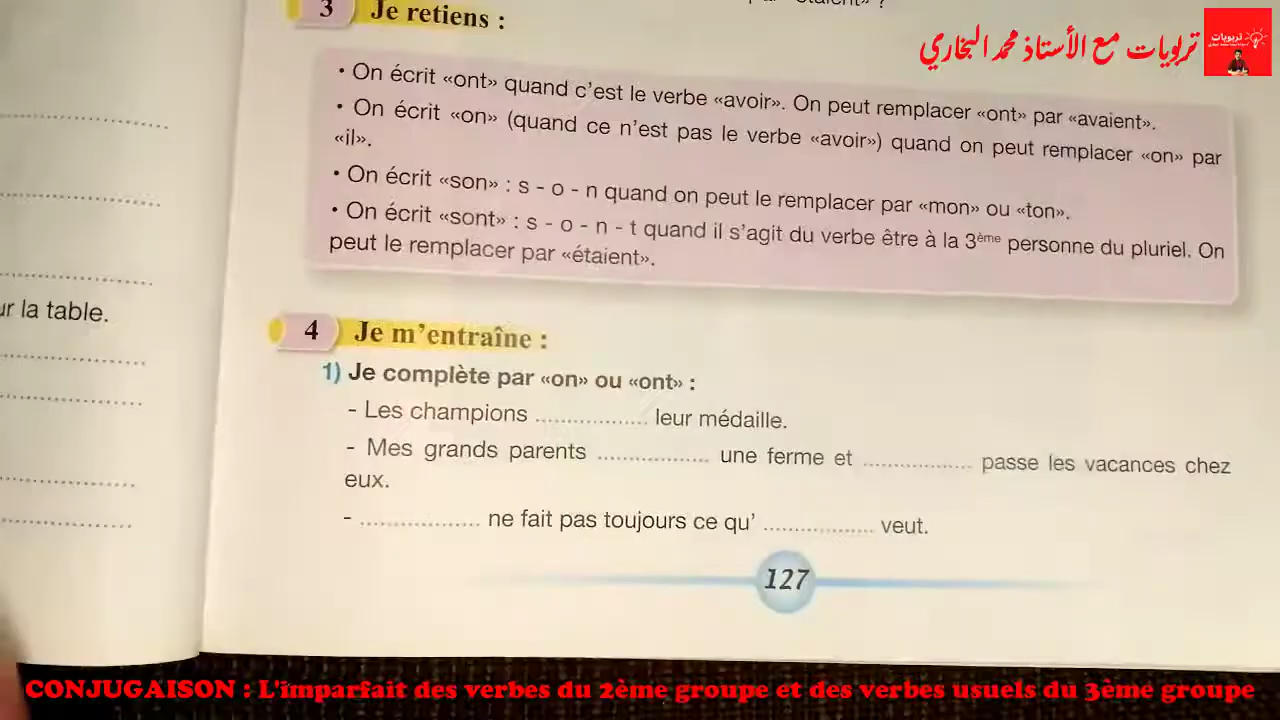 3 Je retiens :
تربويات مع الأستاذ محمد البخاري
تربويات
• On écrit «ont» quand c'est le verbe «avoir». On peut remplacer «ont» par «avaient».
• On écrit «on» (quand ce n'est pas le verbe «avoir») quand on peut remplacer «on» par
«il».
• On écrit «son» : s - o - n quand on peut le remplacer par «mon» ou «ton».
• On écrit «sont» : s - o - n - t quand il s'agit du verbe être à la 3ème personne du pluriel. On
peut le remplacer par «étaient».
ur la table.
4 Je m'entraîne :
1) Je complète par «on» ou «ont» :
- Les champions .................. leur médaille.
- Mes grands parents .................. une ferme et .................. passe les vacances chez
eux.
- .................. ne fait pas toujours ce qu' .................. veut.
127
CONJUGAISON : L'imparfait des verbes du 2ème groupe et des verbes usuels du 3ème groupe